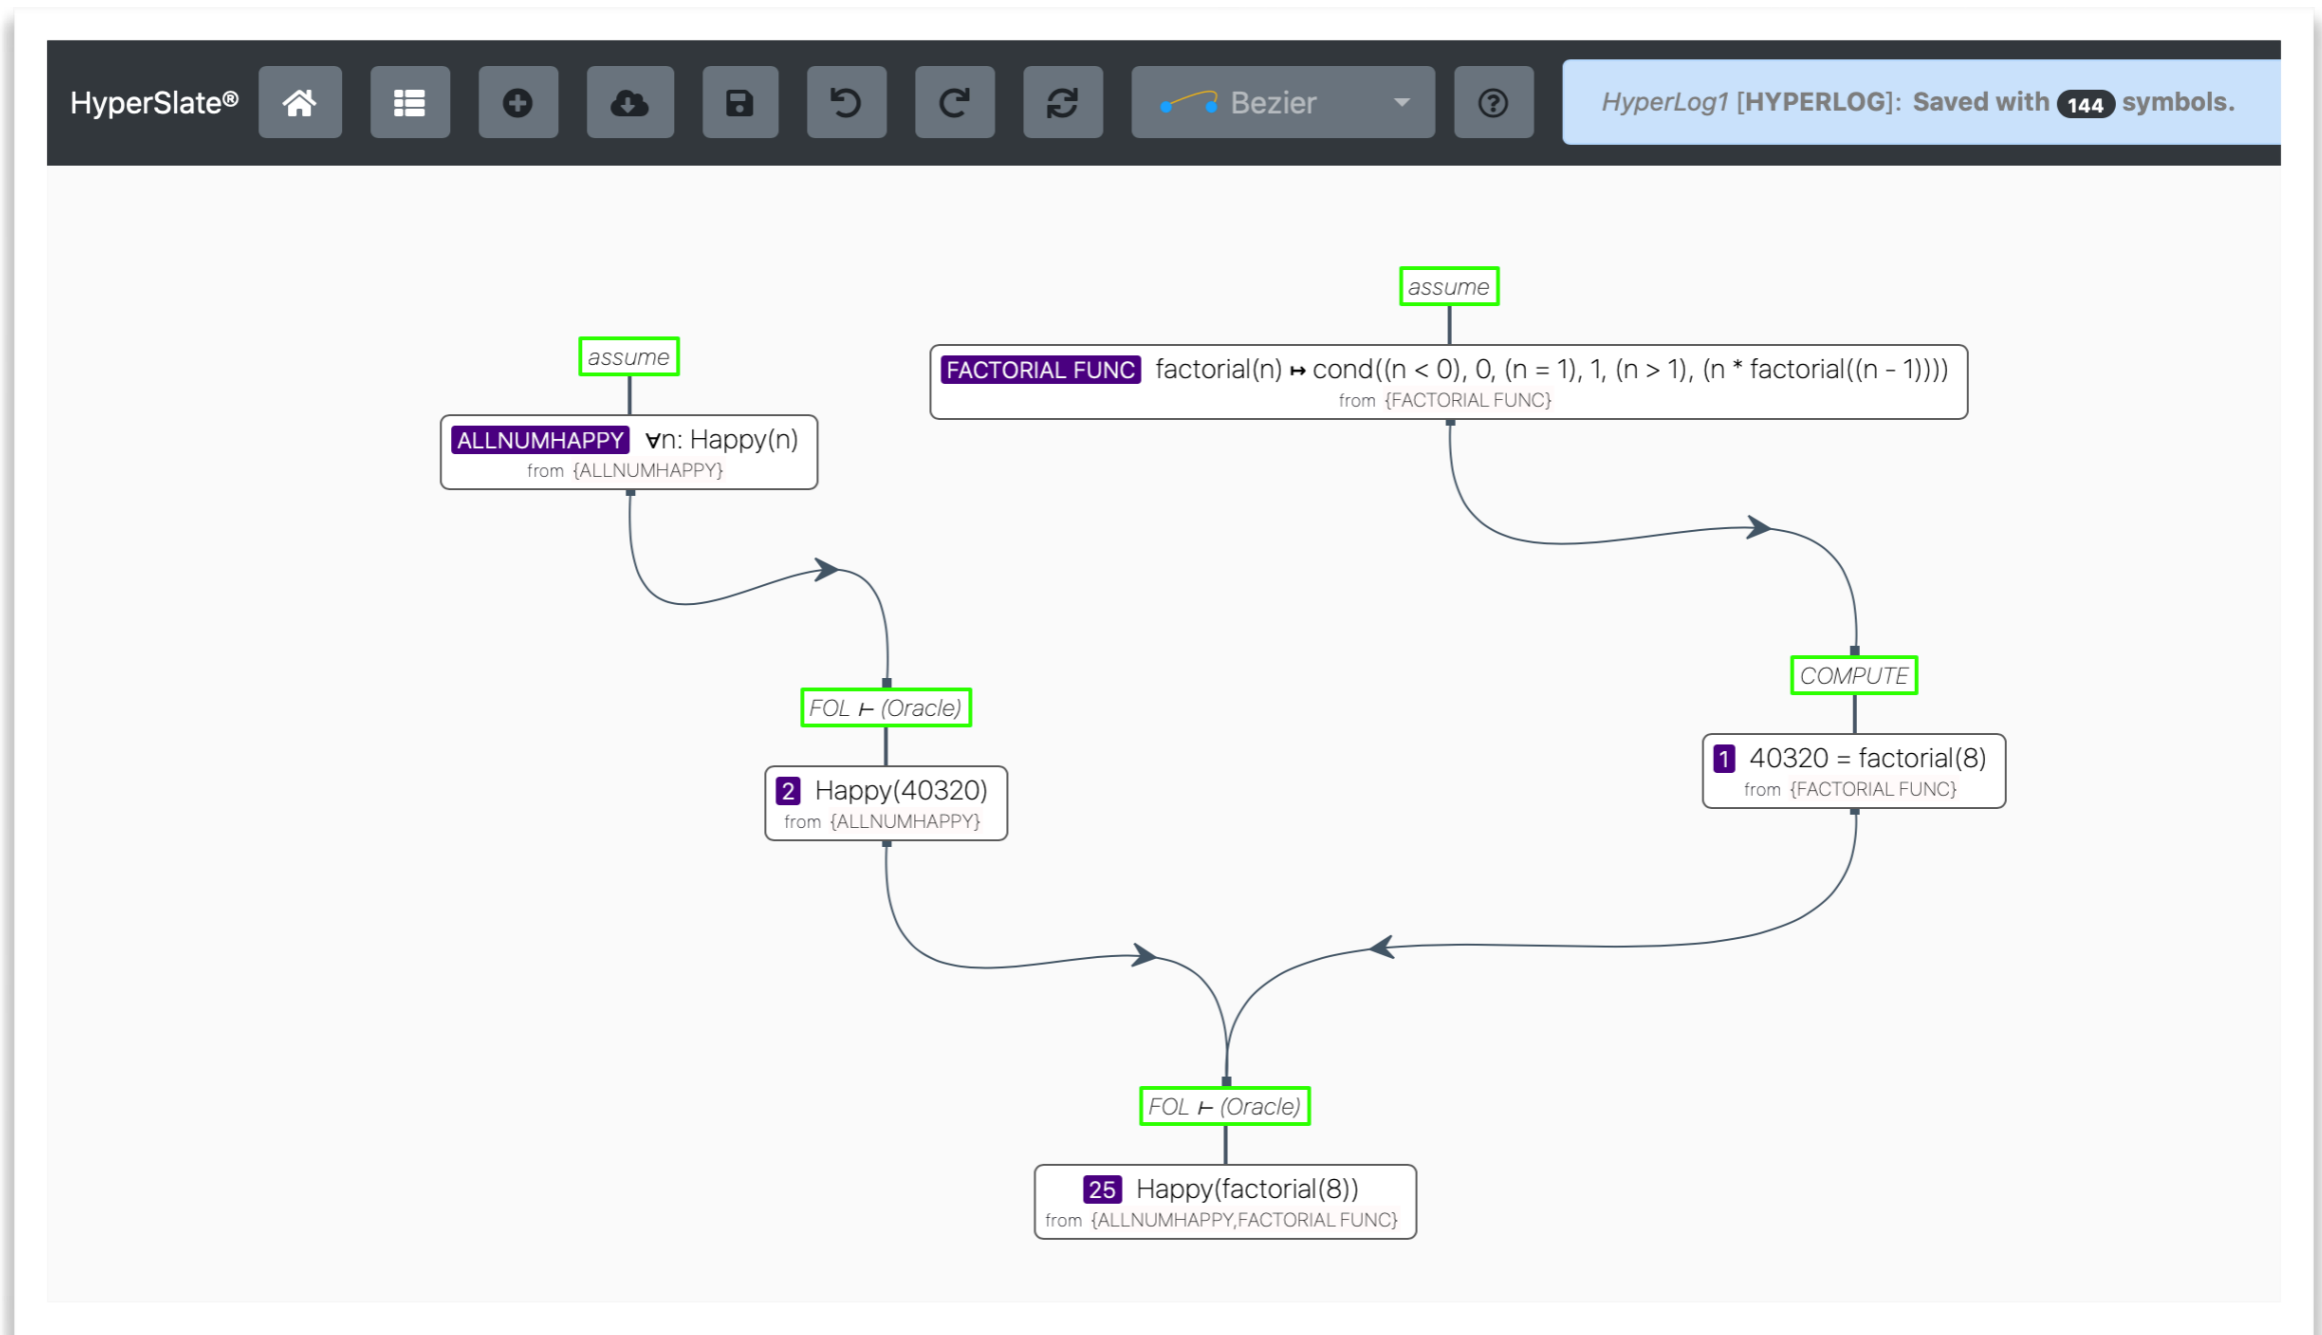 HyperSlate® Bezier HyperLog1 [HYPERLOG]: Saved with 144 symbols.
assume
FACTORIAL FUNC factorial(n) ↦ cond((n < 0), 0, (n = 1), 1, (n > 1), (n * factorial((n - 1))))
from {FACTORIAL FUNC}
assume
ALLNUMHAPPY ∀n: Happy(n)
from {ALLNUMHAPPY}
COMPUTE
1 40320 = factorial(8)
from {FACTORIAL FUNC}
FOL ⊢ (Oracle)
2 Happy(40320)
from {ALLNUMHAPPY}
FOL ⊢ (Oracle)
25 Happy(factorial(8))
from {ALLNUMHAPPY,FACTORIAL FUNC}